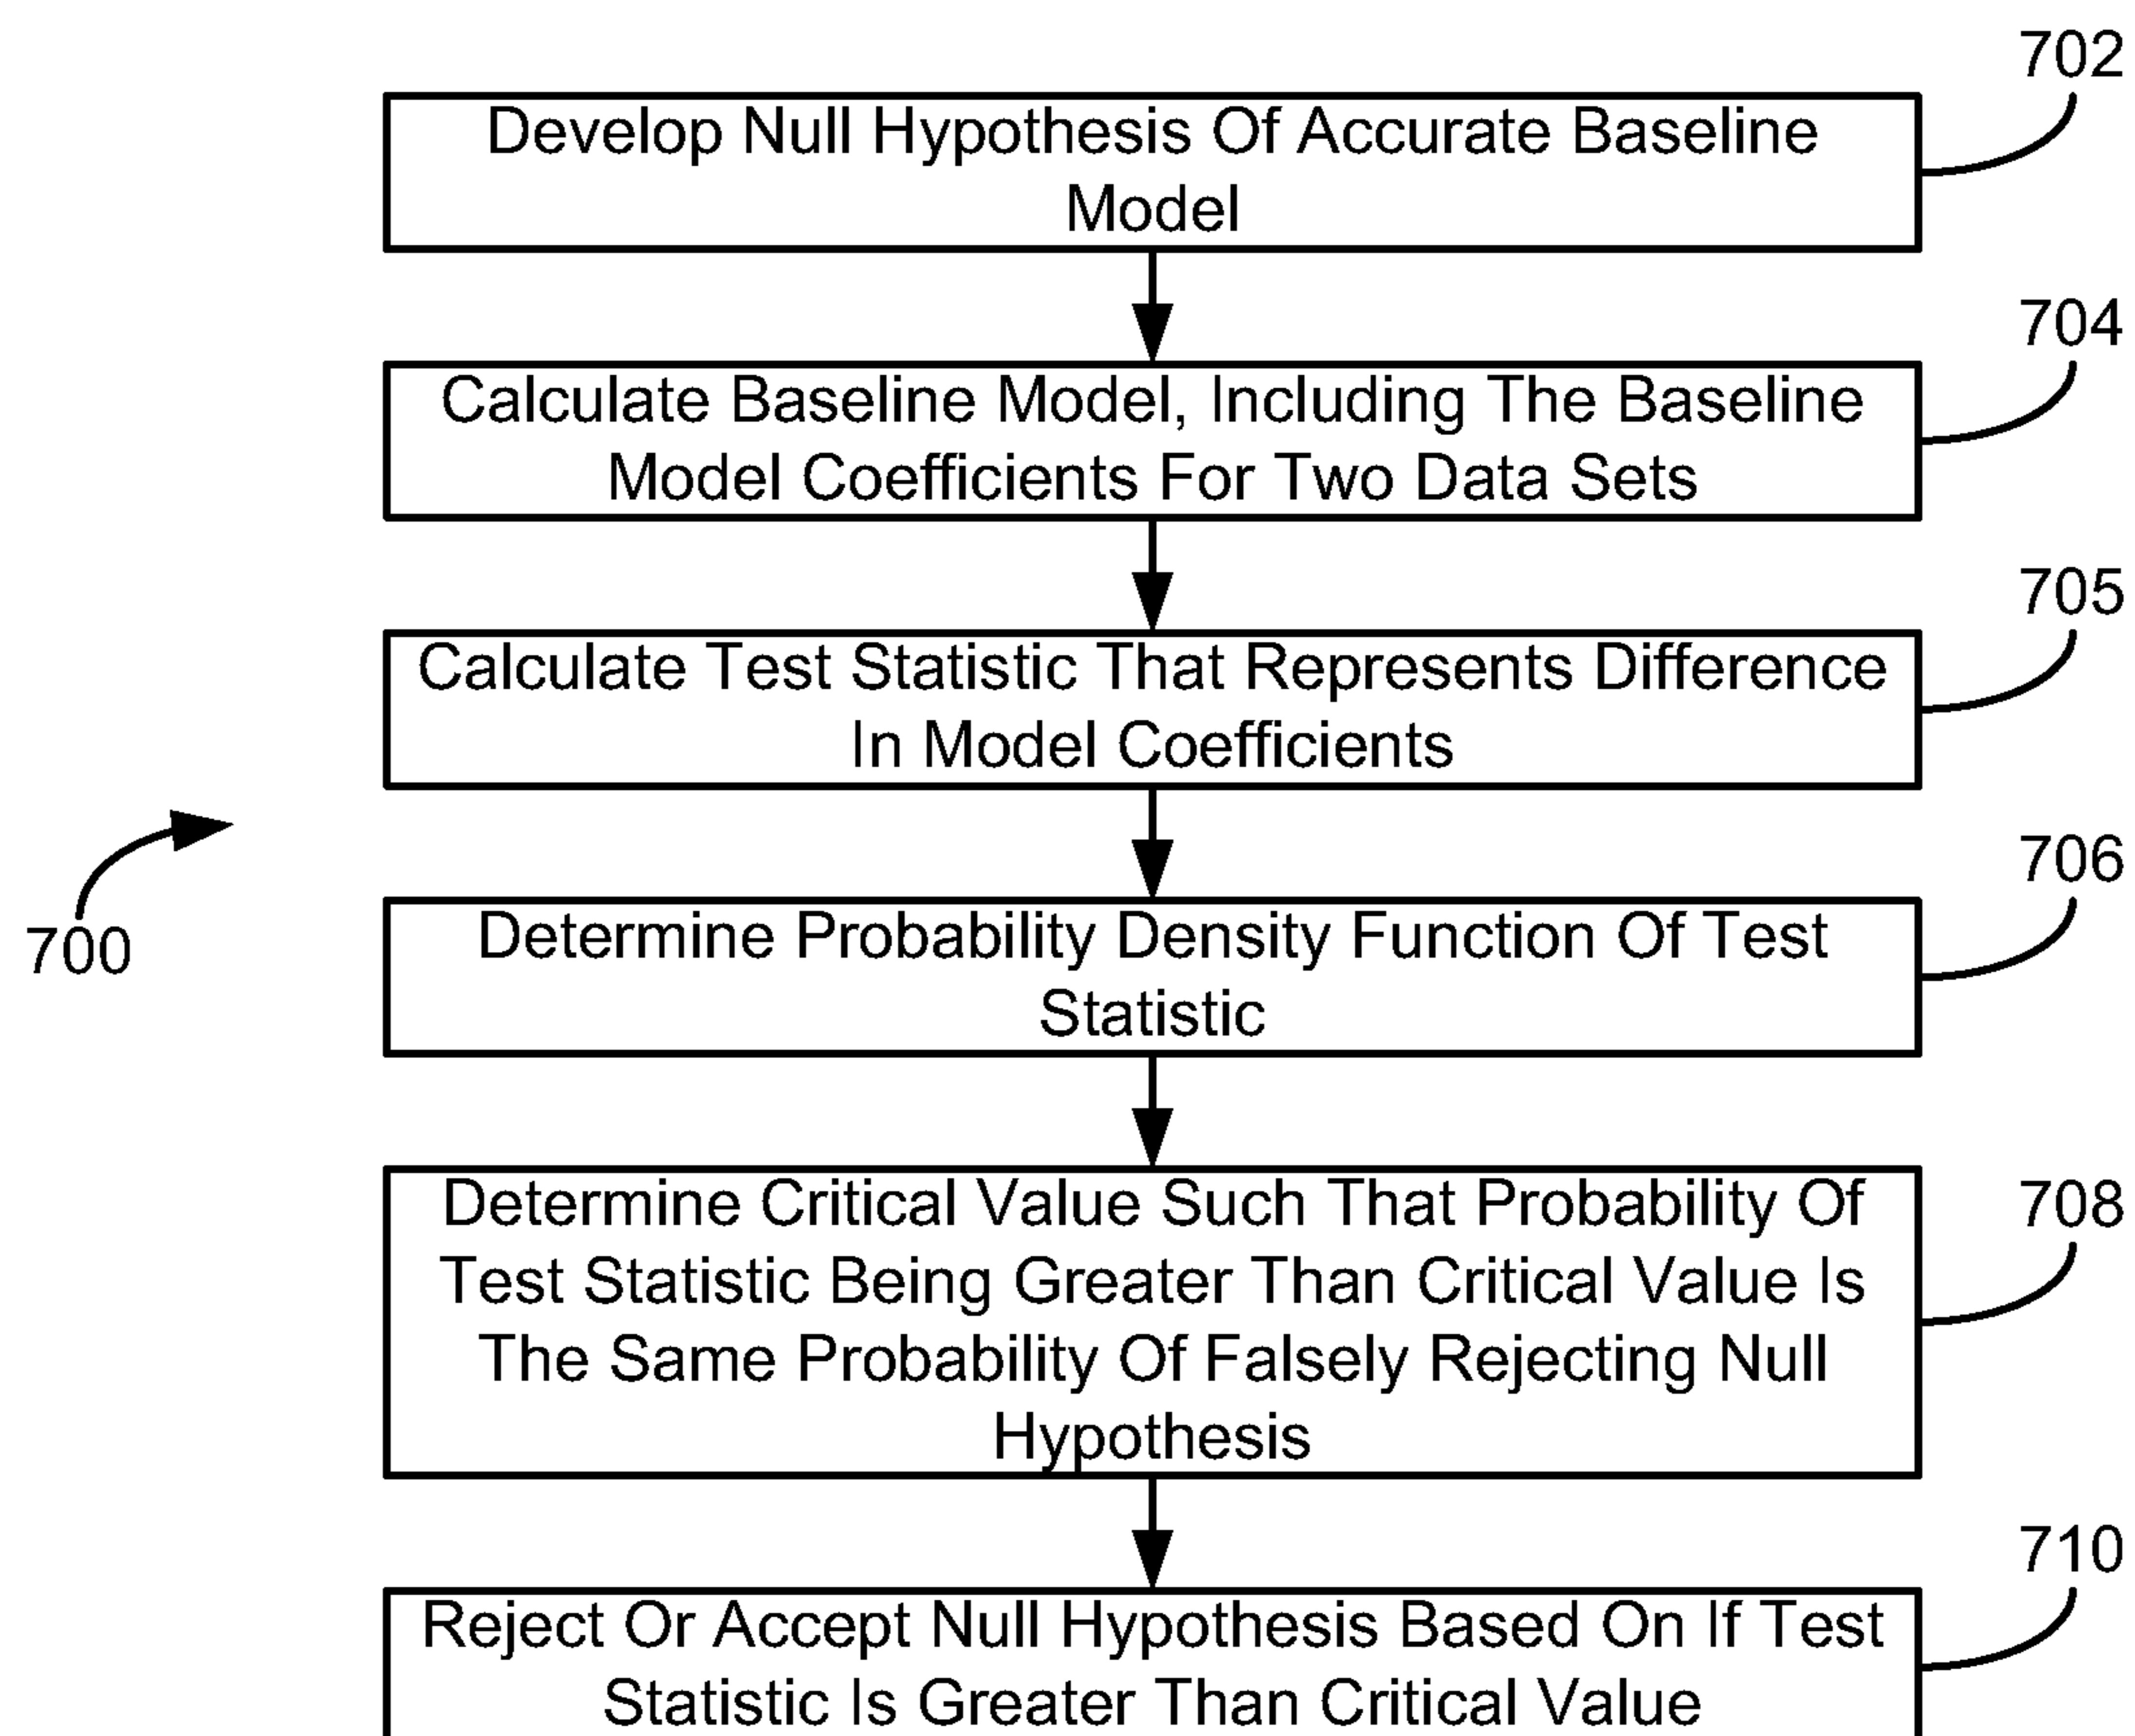 702
Develop Null Hypothesis Of Accurate Baseline
Model
704
Calculate Baseline Model, Including The Baseline
Model Coefficients For Two Data Sets
705
Calculate Test Statistic That Represents Difference
In Model Coefficients
700
706
Determine Probability Density Function Of Test
Statistic
708
Determine Critical Value Such That Probability Of
Test Statistic Being Greater Than Critical Value Is
The Same Probability Of Falsely Rejecting Null
Hypothesis
710
Reject Or Accept Null Hypothesis Based On If Test
Statistic Is Greater Than Critical Value